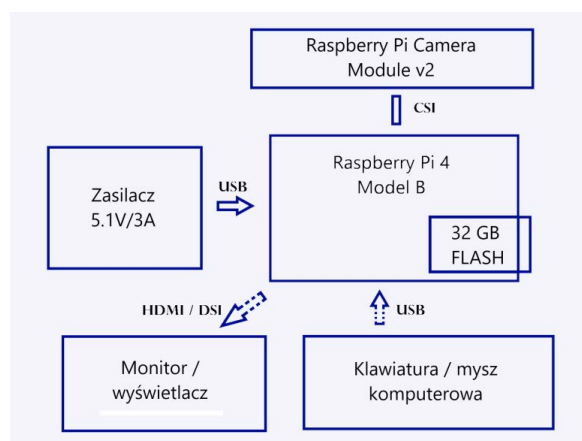 Raspberry Pi Camera
Module v2
CSI
Raspberry Pi 4
Model B
USB
Zasilacz
5.1V/3A
32 GB
FLASH
HDMI / DSI
USB
Monitor /
wyświetlacz
Klawiatura / mysz
komputerowa